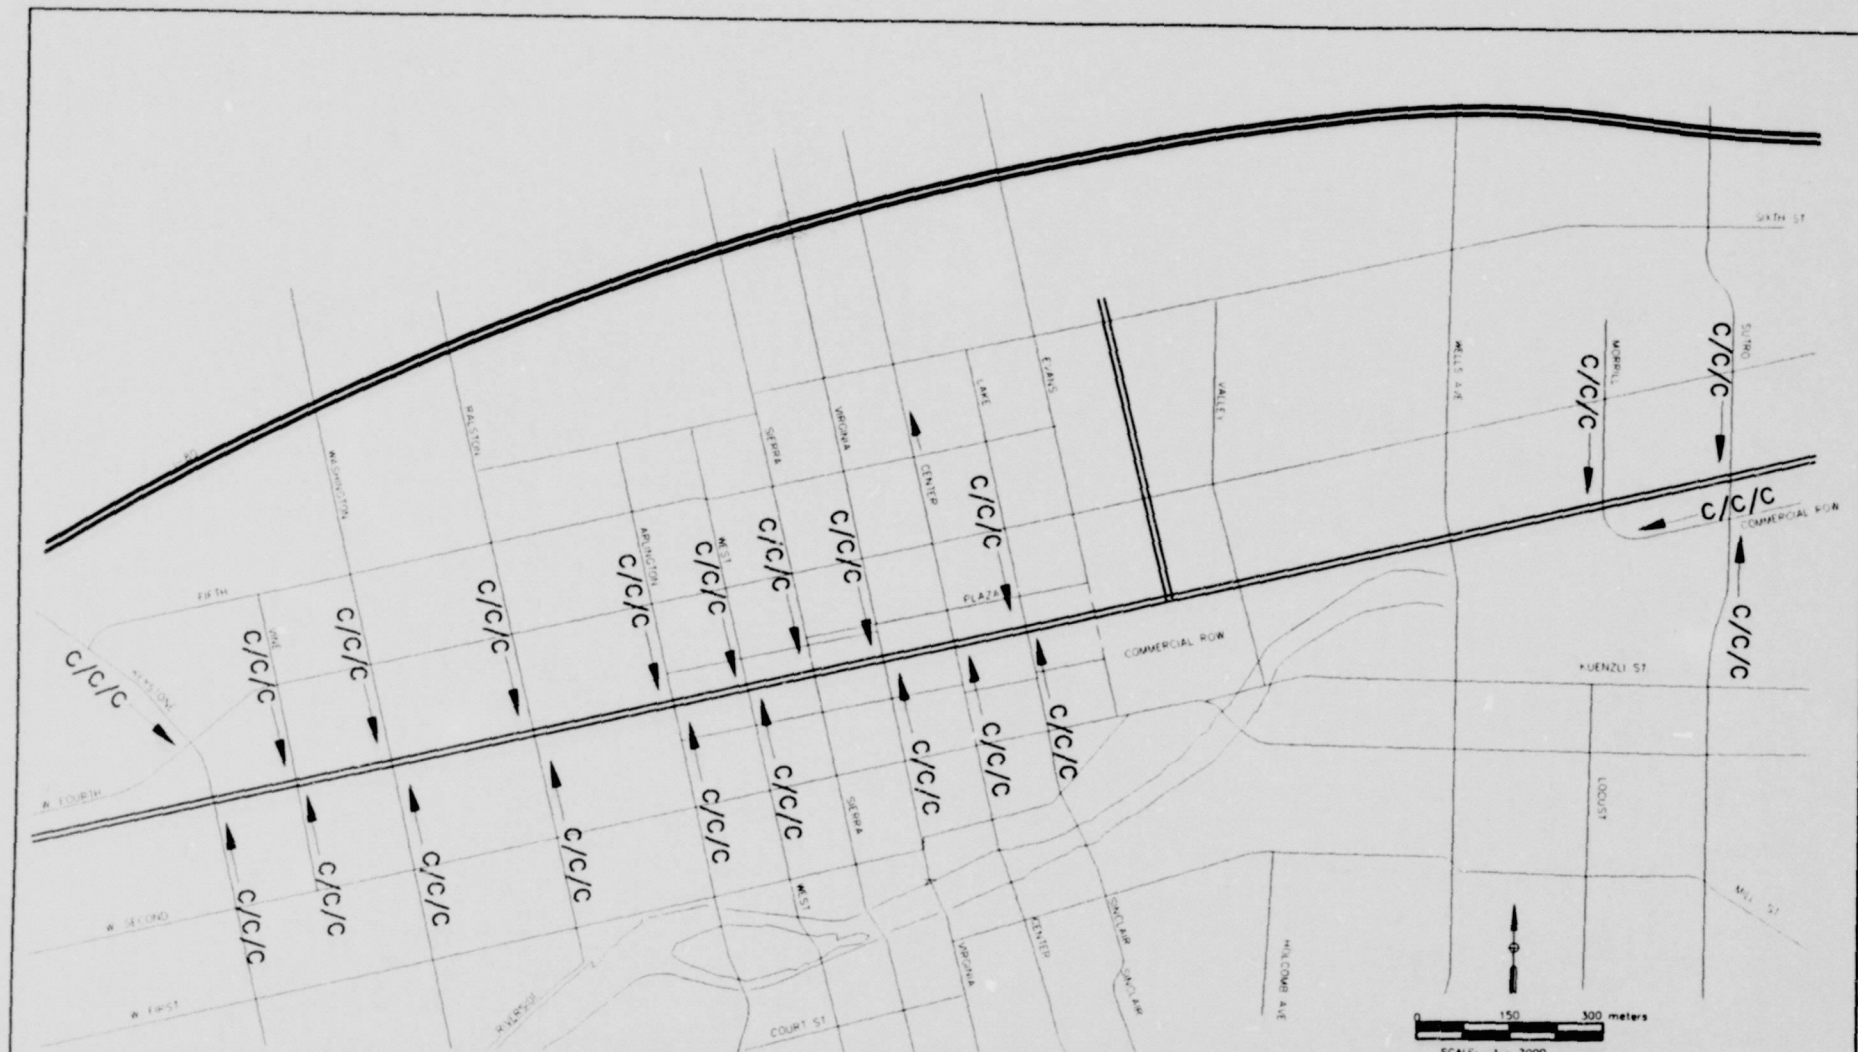 SIXTH ST
SUTRO
C/C/C
MORRILL
C/C/C
WELLS AVE
VALLEY
EVANS
LAKE
VIRGINIA
SIERRA
RALSTON
WASHINGTON
CENTER
C/C/C
C/C/C
COMMERCIAL ROW
C/C/C
C/C/C
WEST
C/C/C
ARLINGTON
C/C/C
C/C/C
PLAZA
FIFTH
C/C/C
VINE
C/C/C
C/C/C
COMMERCIAL ROW
KEYSTONE
C/C/C
KUENZLI ST.
C/C/C
C/C/C
C/C/C
C/C/C
C/C/C
C/C/C
W. FOURTH
SIERRA
LOCUST
C/C/C
C/C/C
C/C/C
C/C/C
WEST
MILL ST
W. SECOND
SINCLAIR
CENTER
VIRGINIA
HOLCOMB AVE
SINCLAIR
W. FIRST
RIVERSIDE
COURT ST.
0 150 300 meters